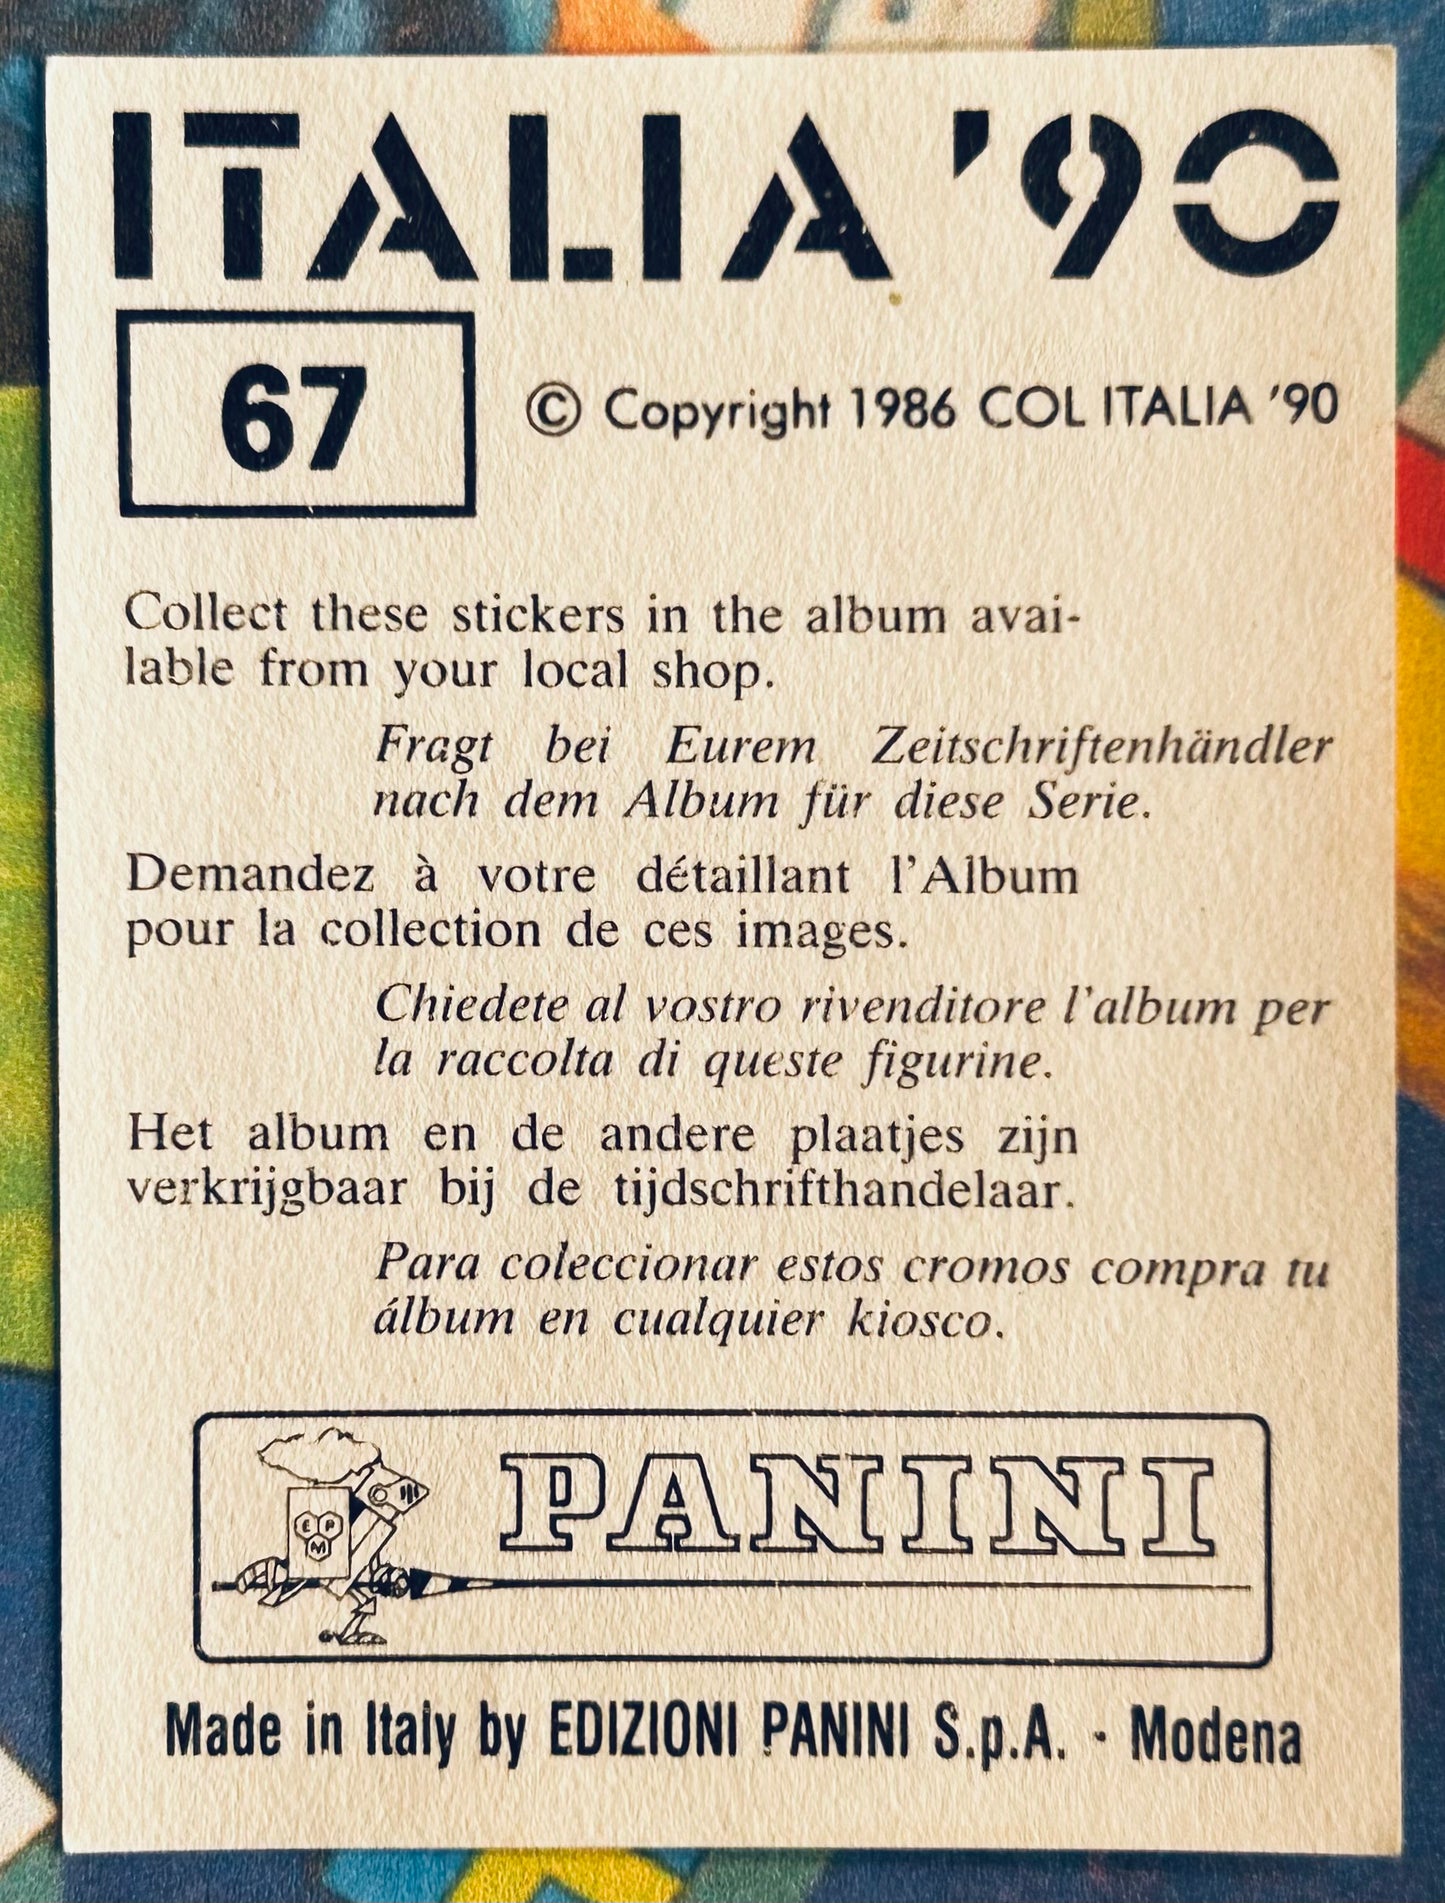 ITALIA '90
67
© Copyright 1986 COL ITALIA '90
Collect these stickers in the album avai-
lable from your local shop.
Fragt bei Eurem Zeitschriftenhändler
nach dem Album für diese Serie.
Demandez à votre détaillant l'Album
pour la collection de ces images.
Chiedete al vostro rivenditore l'album per
la raccolta di queste figurine.
Het album en de andere plaatjes zijn
verkrijgbaar bij de tijdschrifthandelaar.
Para coleccionar estos cromos compra tu
álbum en cualquier kiosco.
E P
M
PANINI
Made in Italy by EDIZIONI PANINI S.p.A. - Modena